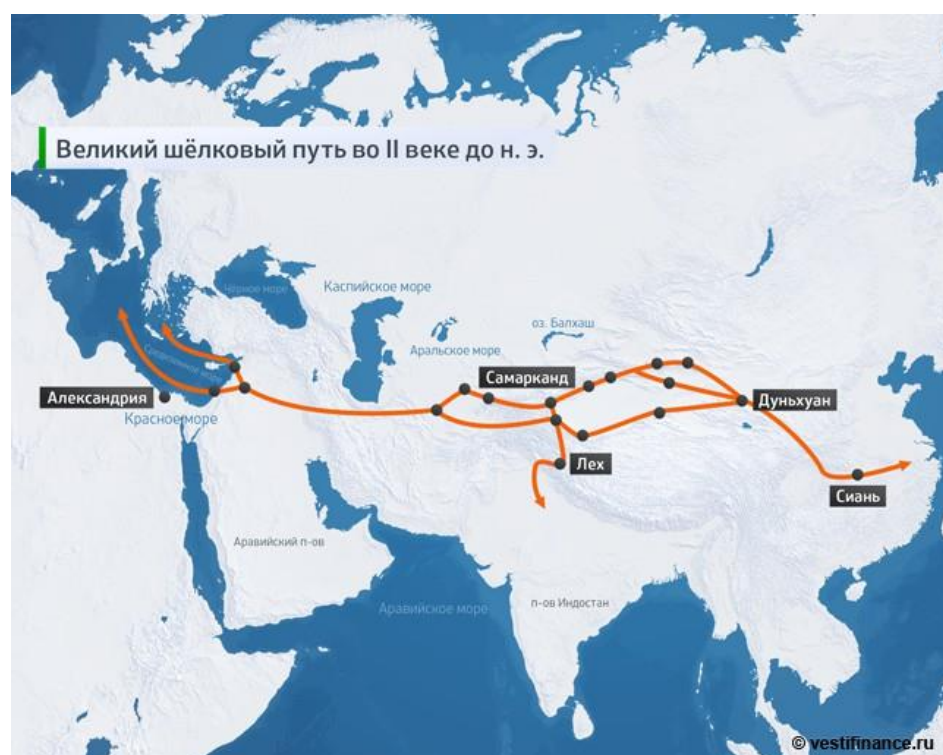 Великий шёлковый путь во II веке до н. э.
Чёрное море
Каспийское море
оз. Балхаш
Аральское море
Средиземное море
Самарканд
Александрия
Дуньхуан
Красное море
Лех
Сиань
Аравийский п-ов
п-ов Индостан
Аравийское море
© vestifinance.ru